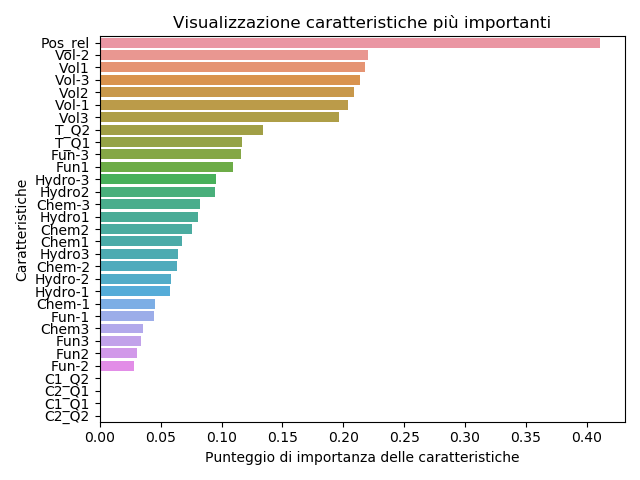 Visualizzazione caratteristiche più importanti
Pos_rel
Vol-2
Vol1
Vol-3
Vol2
Vol-1
Vol3
T_Q2
T_Q1
Fun-3
Fun1
Hydro-3
Hydro2
Chem-3
Hydro1
Chem2
Chem1
Hydro3
Chem-2
Hydro-2
Hydro-1
Chem-1
Fun-1
Chem3
Fun3
Fun2
Fun-2
C1_Q2
C2_Q1
C1_Q1
C2_Q2
Caratteristiche
0.00 0.05 0.10 0.15 0.20 0.25 0.30 0.35 0.40
Punteggio di importanza delle caratteristiche